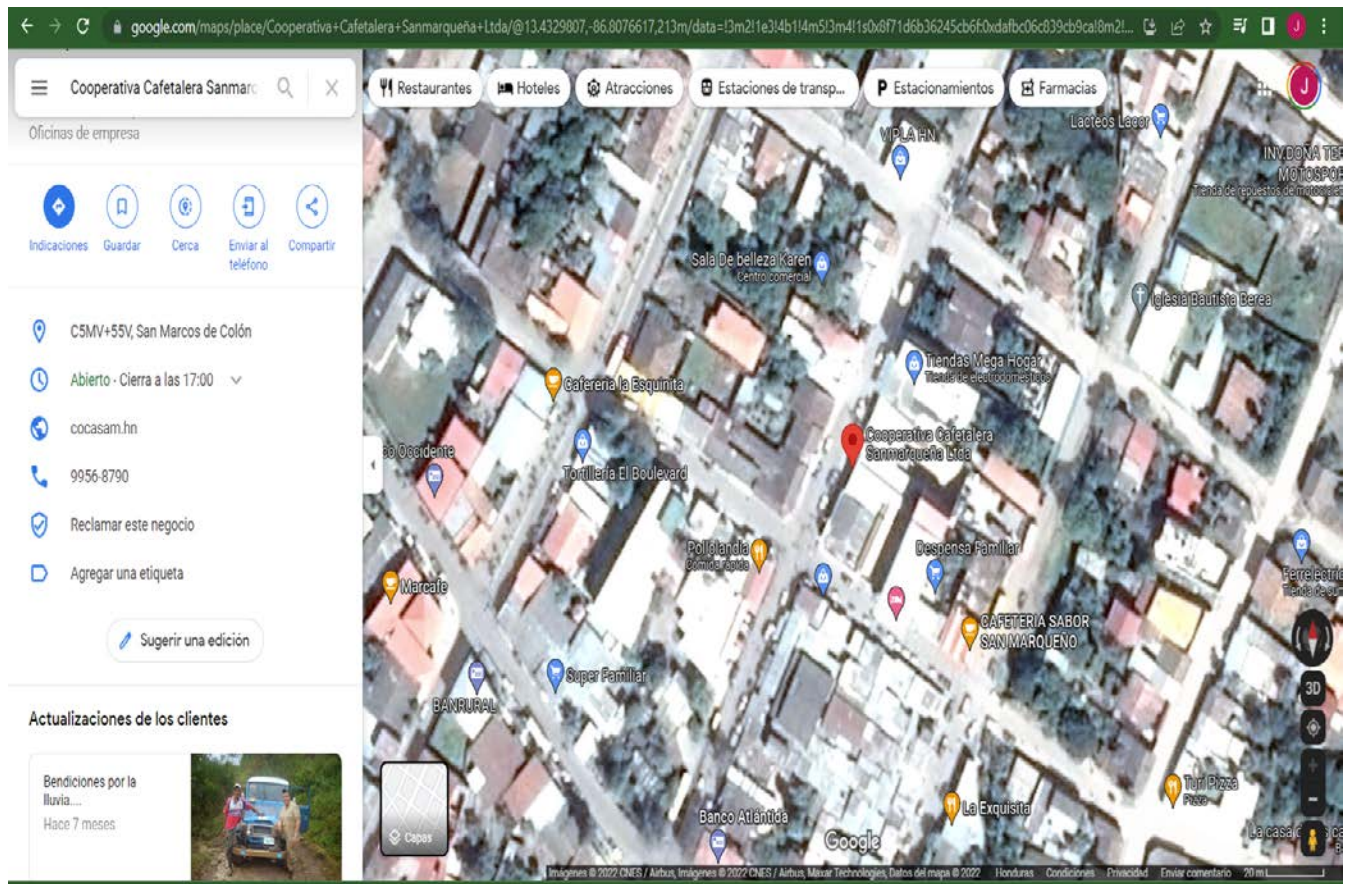 google.com/maps/place/Cooperativa+Cafetalera+Sanmarqueña+Ltda/@13.4329807,-86.8076617,213m/data=!3m2!1e3!4b1!4m5!3m4!1s0x8f71d6b36245cb6f:0xdafbc06c839cb9ca!8m2!...
Cooperativa Cafetalera Sanmarc
Restaurantes
Hoteles
Atracciones
Estaciones de transp...
P Estacionamientos
Farmacias
J
Oficinas de empresa
Indicaciones
Guardar
Cerca
Enviar al
teléfono
Compartir
C5MV+55V, San Marcos de Colón
Abierto · Cierra a las 17:00
cocasam.hn
9956-8790
Reclamar este negocio
Agregar una etiqueta
Sugerir una edición
Actualizaciones de los clientes
Bendiciones por la
lluvia....
Hace 7 meses
Lacteos Lacor
VIPLA HN
INV.DOÑA TER
MOTOSPOR
Tienda de repuestos de motocicletas
Sala De belleza Karen
Centro comercial
Iglesia Bautista Berea
Tiendas Mega Hogar
Tienda de electrodomésticos
Cafereria la Esquinita
Cooperativa Cafetalera
Sanmarqueña Ltda
co Occidente
Tortilleria El Boulevard
Pollolandia
Comida rápida
Despensa Familiar
Ferrelectric
Marcafe
CAFETERIA SABOR
SAN MARQUEÑO
Super Familiar
BANRURAL
3D
Turi Pizza
Pizza
La Exquisita
Banco Atlántida
Capas
Google
Imágenes © 2022 CNES / Airbus, Imágenes © 2022 CNES / Airbus, Maxar Technologies, Datos del mapa © 2022
Honduras
Condiciones
Privacidad
Enviar comentario
20 m